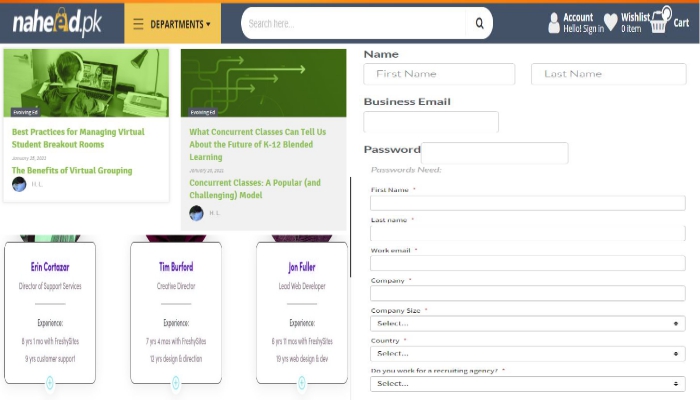 naheed.pk
DEPARTMENTS
Search here...
Account
Hello! Sign in
Wishlist
0 item
0
Cart
Evolving Ed
Best Practices for Managing Virtual
Student Breakout Rooms
January 28, 2021
The Benefits of Virtual Grouping
H. L.
Evolving Ed
What Concurrent Classes Can Tell Us
About the Future of K-12 Blended
Learning
Concurrent Classes: A Popular (and
Challenging) Model
H. L.
Erin Cortazar
Director of Support Services
Experience:
6 yrs 1 mo with FreshySites
9 yrs customer support
Tim Burford
Creative Director
Experience:
7 yrs 4 mos with FreshySites
12 yrs design & direction
Jon Fuller
Lead Web Developer
Experience:
6 yrs 11 mos with FreshySites
19 yrs web design & dev
Name
First Name
Last Name
Business Email
Password
Passwords Need:
First Name *
Last name *
Work email *
Company *
Company Size *
Select...
Country *
Select...
Do you work for a recruiting agency? *
Select...